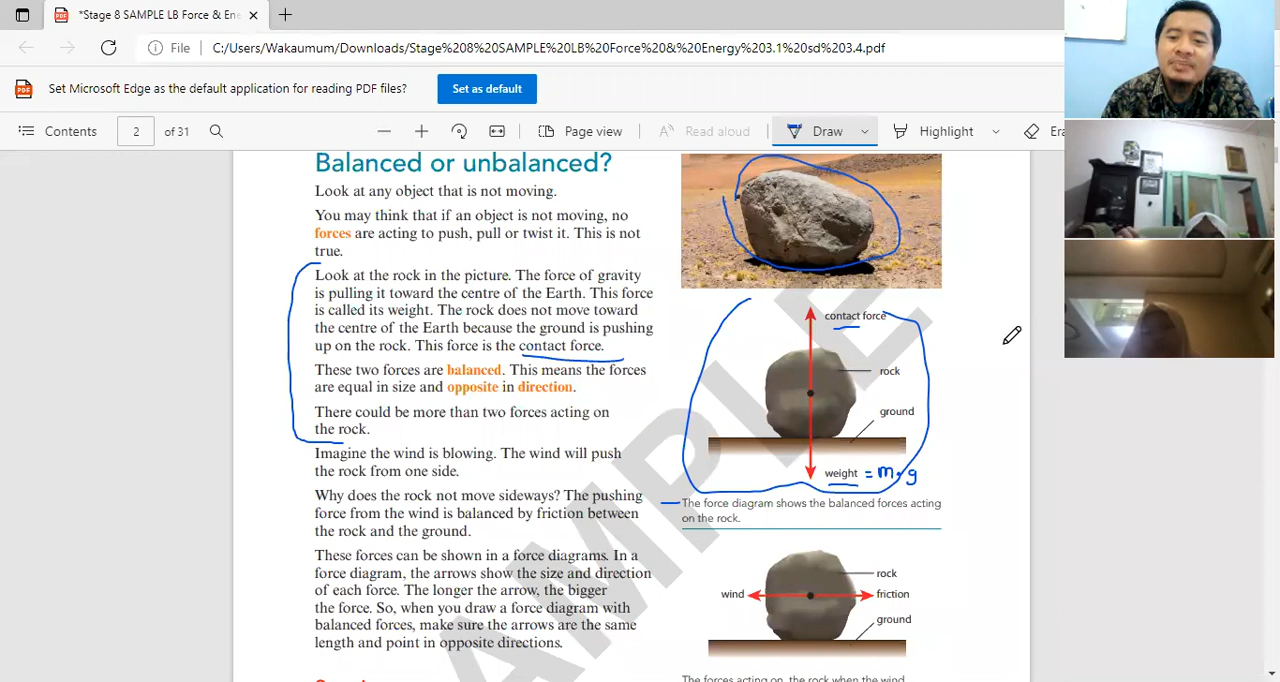 *Stage 8 SAMPLE LB Force & Ene
File
C:/Users/Wakaumum/Downloads/Stage%208%20SAMPLE%20LB%20Force%20&%20Energy%203.1%20sd%203.4.pdf
Set Microsoft Edge as the default application for reading PDF files?
Set as default
Contents
2
of 31
Page view
Read aloud
Draw
Highlight
Era
Balanced or unbalanced?
Look at any object that is not moving.
You may think that if an object is not moving, no
forces are acting to push, pull or twist it. This is not
true.
Look at the rock in the picture. The force of gravity
is pulling it toward the centre of the Earth. This force
is called its weight. The rock does not move toward
the centre of the Earth because the ground is pushing
up on the rock. This force is the contact force.
These two forces are balanced. This means the forces
are equal in size and opposite in direction.
There could be more than two forces acting on
the rock.
Imagine the wind is blowing. The wind will push
the rock from one side.
Why does the rock not move sideways? The pushing
force from the wind is balanced by friction between
the rock and the ground.
These forces can be shown in a force diagrams. In a
force diagram, the arrows show the size and direction
of each force. The longer the arrow, the bigger
the force. So, when you draw a force diagram with
balanced forces, make sure the arrows are the same
length and point in opposite directions.
contact force
rock
ground
weight = m.g
The force diagram shows the balanced forces acting
on the rock.
rock
wind
friction
ground
The forces acting on the rock when the wind
SAMPLE